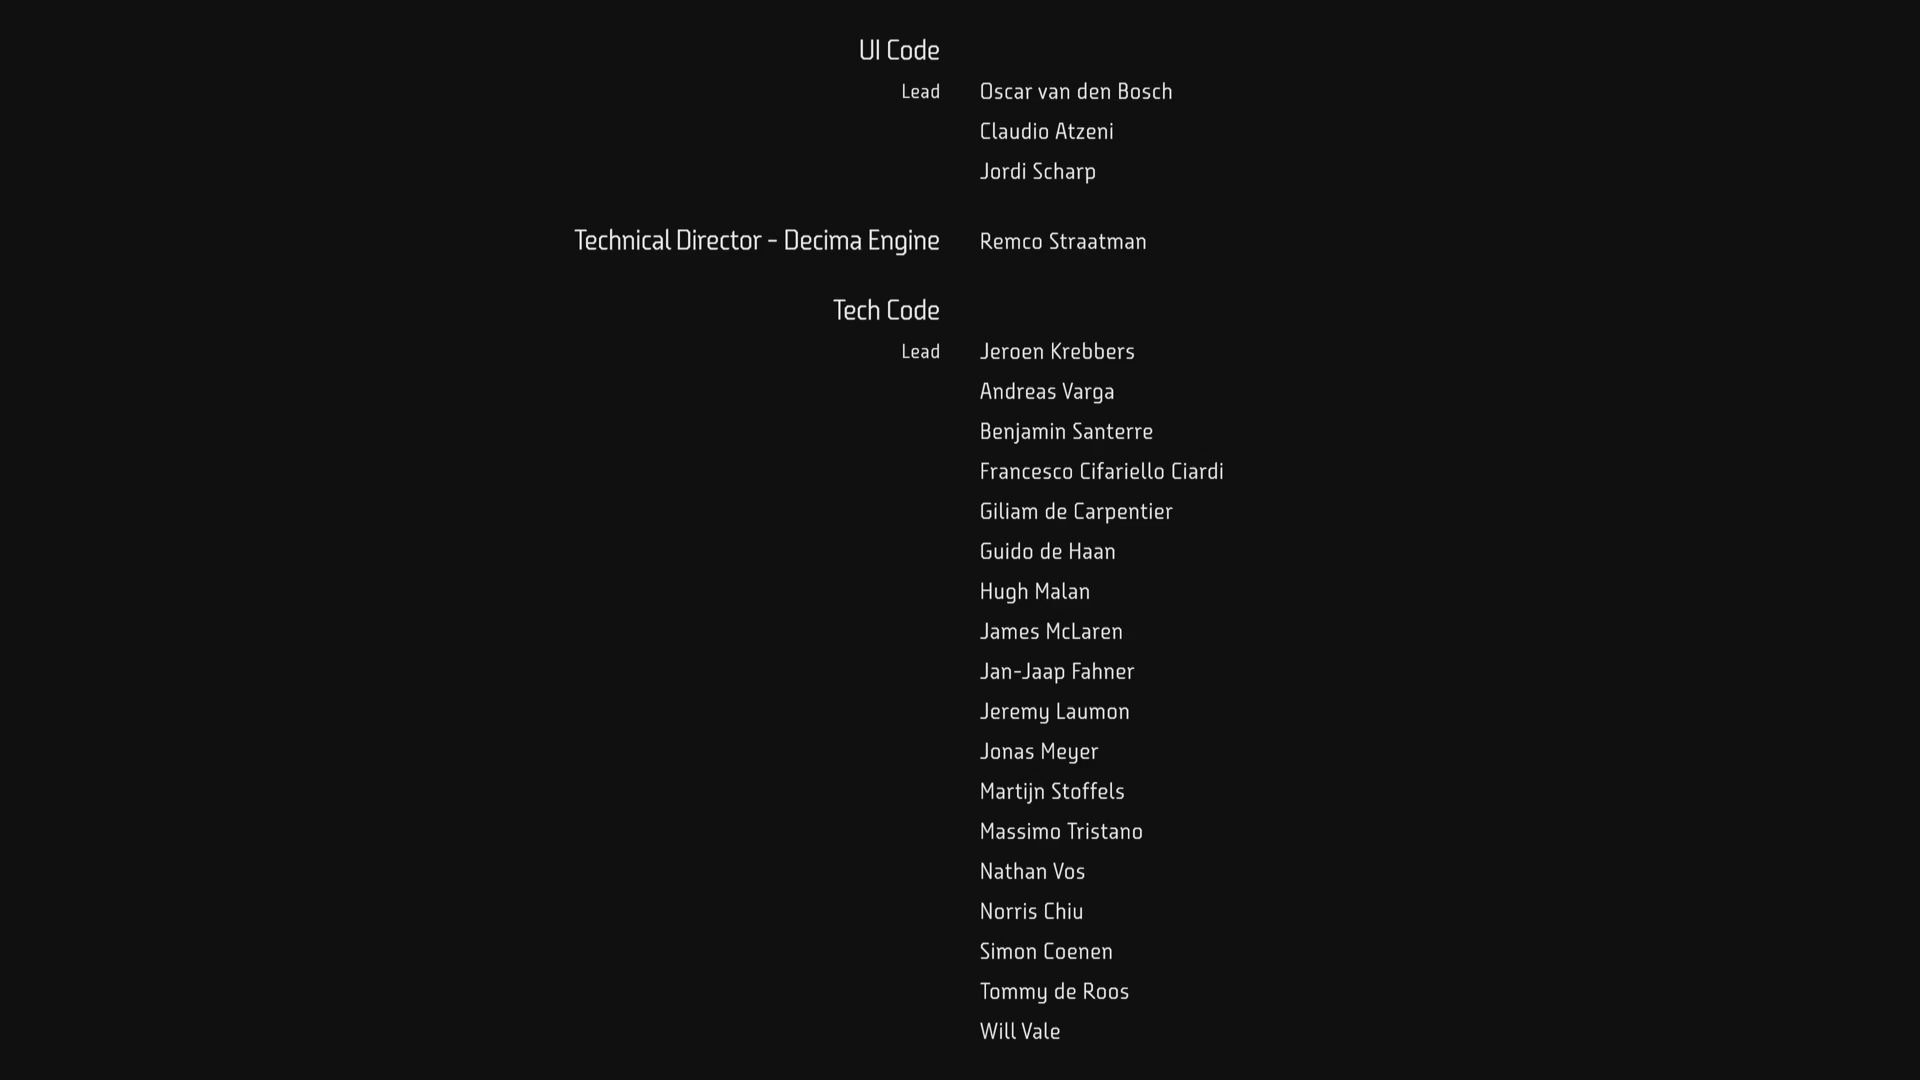 UI Code
Lead Oscar van den Bosch
Claudio Atzeni
Jordi Scharp
Technical Director - Decima Engine Remco Straatman
Tech Code
Lead Jeroen Krebbers
Andreas Varga
Benjamin Santerre
Francesco Cifariello Ciardi
Giliam de Carpentier
Guido de Haan
Hugh Malan
James McLaren
Jan-Jaap Fahner
Jeremy Laumon
Jonas Meyer
Martijn Stoffels
Massimo Tristano
Nathan Vos
Norris Chiu
Simon Coenen
Tommy de Roos
Will Vale